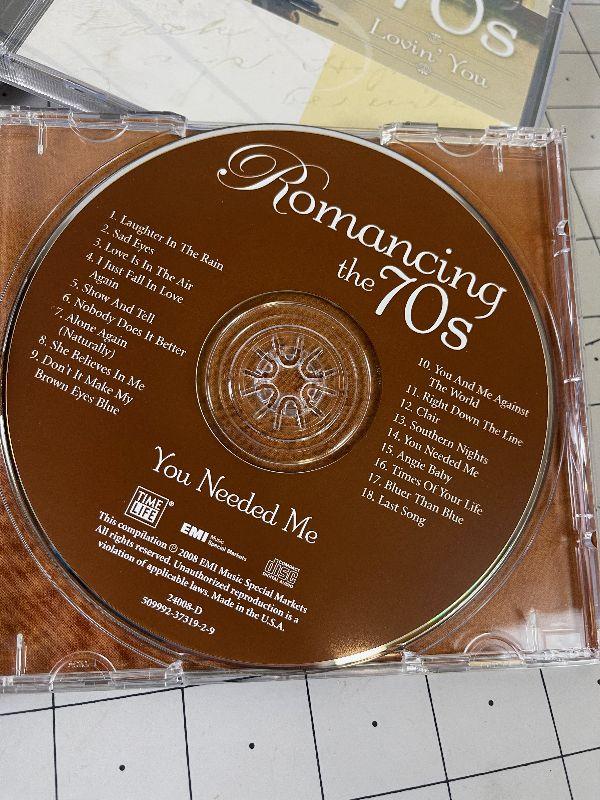 70s
Lovin' You
Romancing
the 70s
1. Laughter In The Rain
2. Sad Eyes
3. Love Is In The Air
4. I Just Fall In Love
Again
5. Show And Tell
6. Nobody Does It Better
7. Alone Again
(Naturally)
8. She Believes In Me
9. Don't It Make My
Brown Eyes Blue
10. You And Me Against
The World
11. Right Down The Line
12. Clair
13. Southern Nights
14. You Needed Me
15. Angie Baby
16. Times Of Your Life
17. Bluer Than Blue
18. Last Song
You Needed Me
TIME
LIFE®
EMI Music
Special Markets
COMPACT
disc
DIGITAL AUDIO
This compilation ℗ © 2008 EMI Music Special Markets
All rights reserved. Unauthorized reproduction is a
violation of applicable laws. Made in the U.S.A.
24008-D
509992-37319-2-9